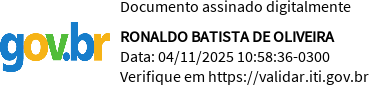 Documento assinado digitalmente
gov.br
RONALDO BATISTA DE OLIVEIRA
Data: 04/11/2025 10:58:36-0300
Verifique em https://validar.iti.gov.br